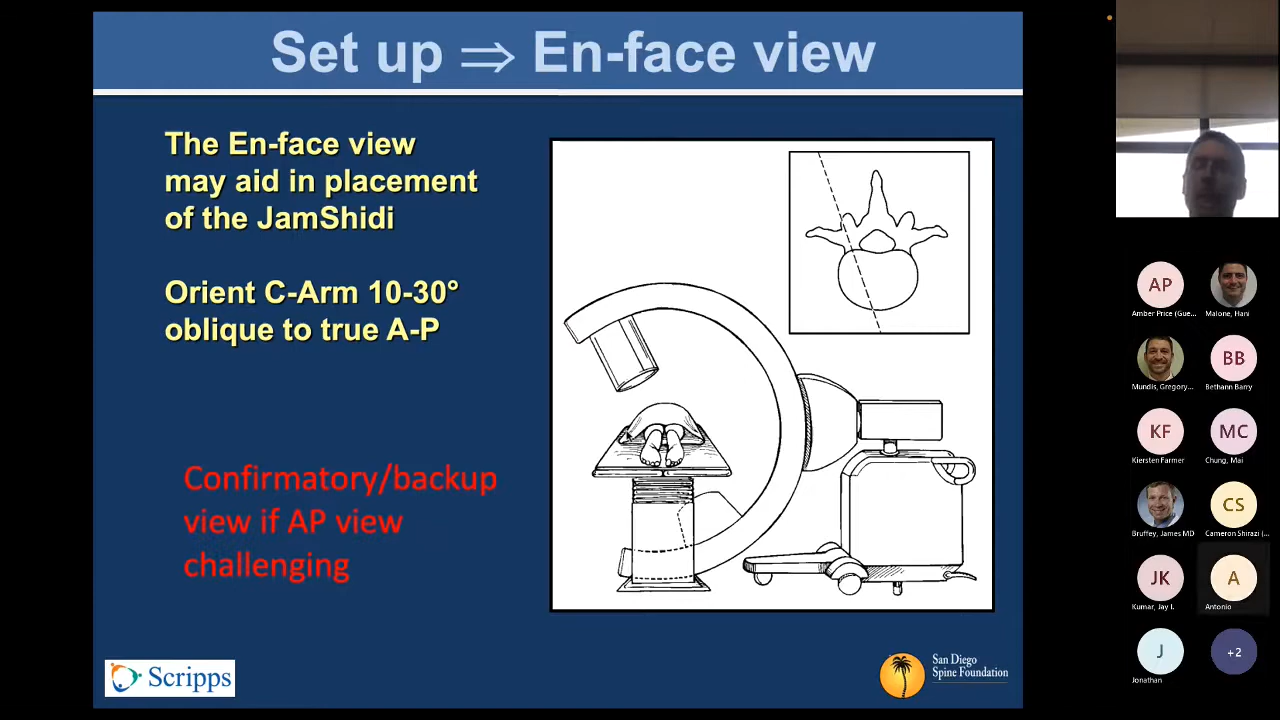 Set up ⇒ En-face view
The En-face view
may aid in placement
of the JamShidi
Orient C-Arm 10-30°
oblique to true A-P
Confirmatory/backup
view if AP view
challenging
Scripps
San Diego
Spine Foundation
AP
Amber Price (Gue...
Malone, Hani
Mundis, Gregory...
BB
Bethann Barry
KF
Kiersten Farmer
MC
Chung, Mai
Bruffey, James MD
CS
Cameron Shirazi (...
JK
Kumar, Jay I.
A
Antonio
J
Jonathan
+2